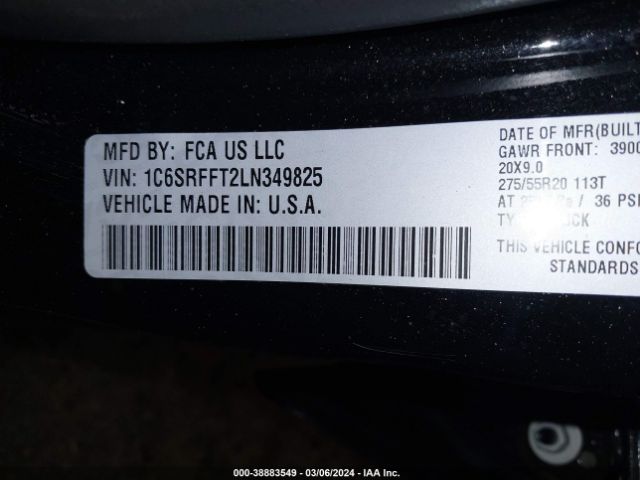 MFD BY: FCA US LLC
VIN: 1C6SRFFT2LN349825
VEHICLE MADE IN: U.S.A.
DATE OF MFR(BUILT
GAWR FRONT: 3900
20X9.0
275/55R20 113T
AT / 36 PSI
THIS VEHICLE CONFO
STANDARDS
000-38883549 — 03/06/2024 — IAA Inc.